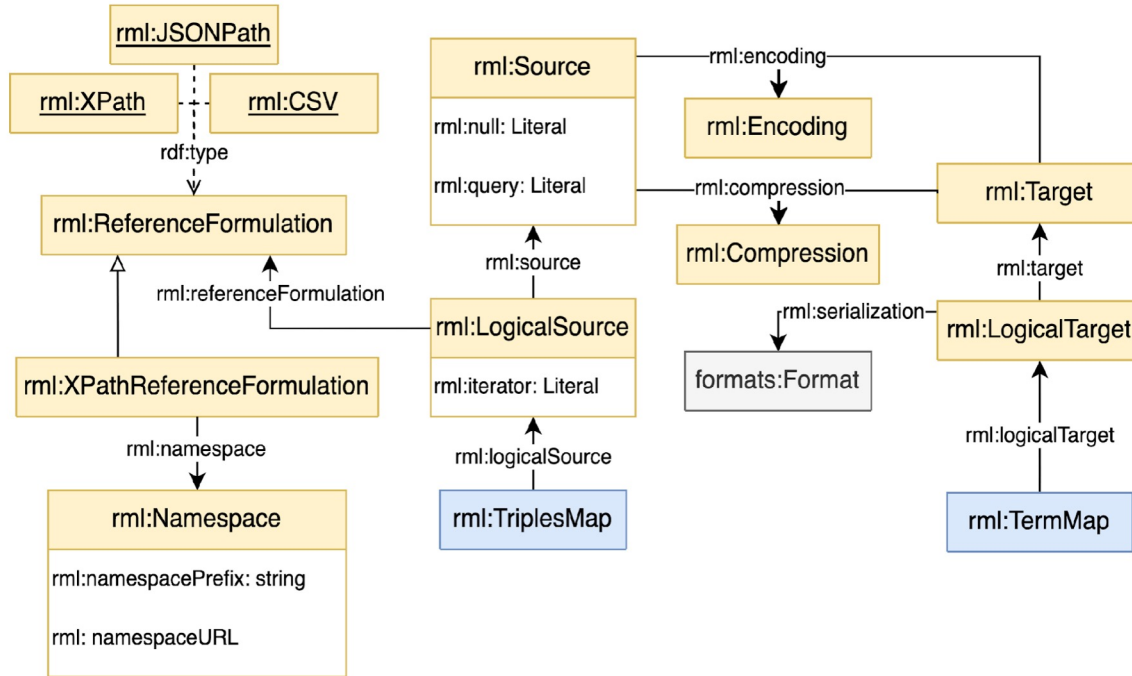 rml:JSONPath
rml:XPath
rml:CSV
rdf:type
rml:ReferenceFormulation
rml:referenceFormulation
rml:XPathReferenceFormulation
rml:namespace
rml:Namespace
rml:namespacePrefix: string
rml: namespaceURL
rml:Source
rml:null: Literal
rml:query: Literal
rml:source
rml:LogicalSource
rml:iterator: Literal
rml:logicalSource
rml:TriplesMap
rml:encoding
rml:Encoding
rml:compression
rml:Compression
rml:serialization
formats:Format
rml:Target
rml:target
rml:LogicalTarget
rml:logicalTarget
rml:TermMap